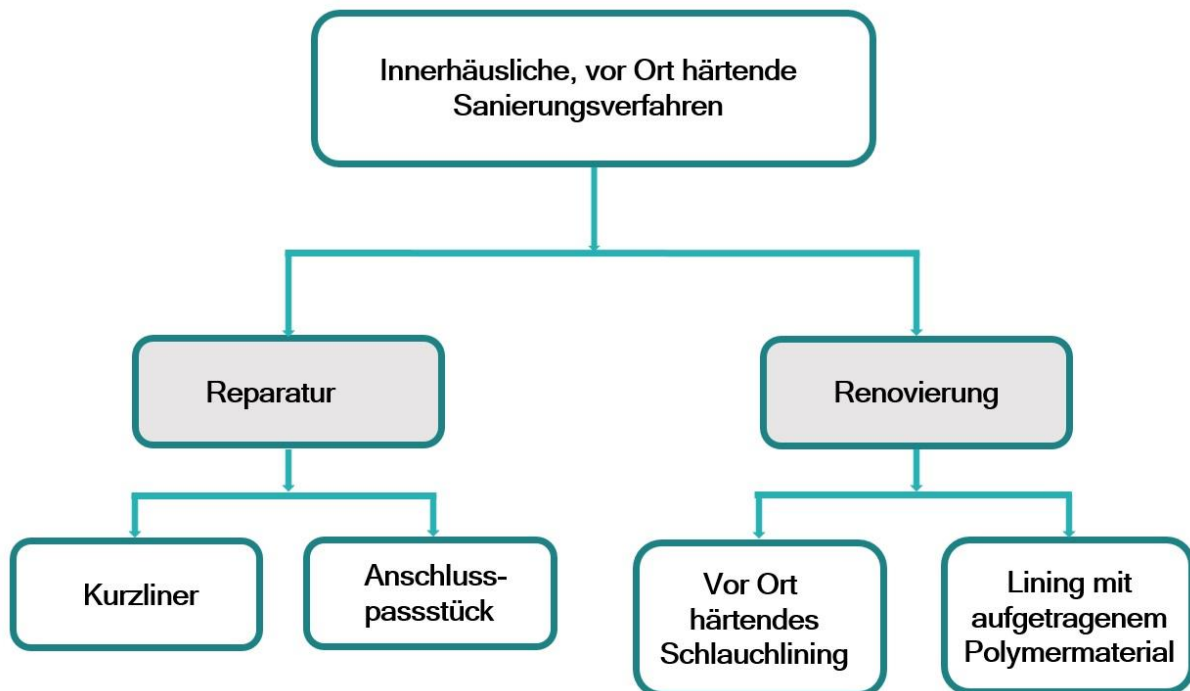 Innerhäusliche, vor Ort härtende
Sanierungsverfahren
Reparatur
Renovierung
Kurzliner
Anschluss-
passstück
Vor Ort
härtendes
Schlauchlining
Lining mit
aufgetragenem
Polymermaterial